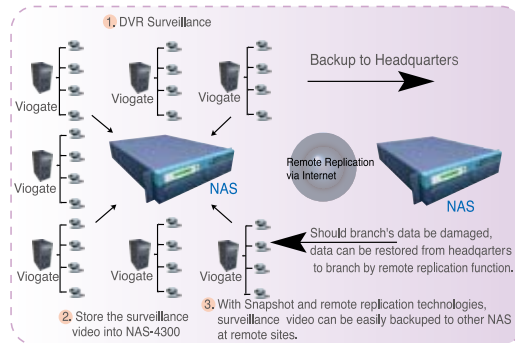 1. DVR Surveillance
Backup to Headquarters
Viogate
Viogate
Viogate
Viogate
NAS
Remote Replication
via Internet
NAS
Viogate
Viogate
Viogate
Should branch's data be damaged,
data can be restored from headqarters
to branch by remote replication function.
2. Store the surveillance
video into NAS-4300
3. With Snapshot and remote replication technologies,
surveillance video can be easily backuped to other NAS
at remote sites.